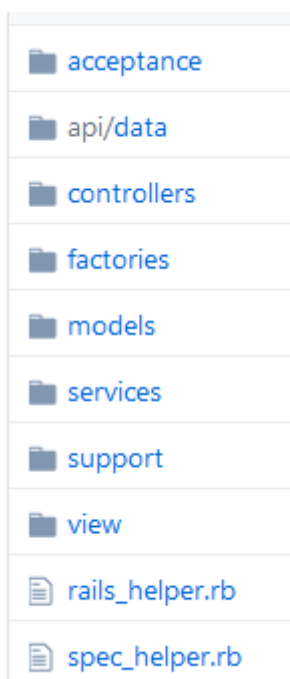 acceptance
api/data
controllers
factories
models
services
support
view
rails_helper.rb
spec_helper.rb